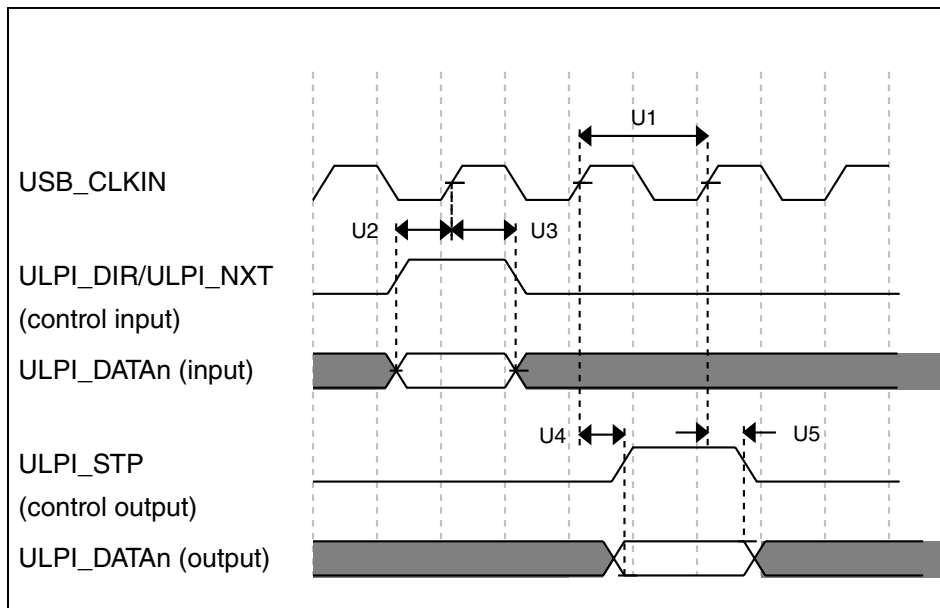 U1
USB_CLKIN
U2
U3
ULPI_DIR/ULPI_NXT
(control input)
ULPI_DATAn (input)
U4
U5
ULPI_STP
(control output)
ULPI_DATAn (output)